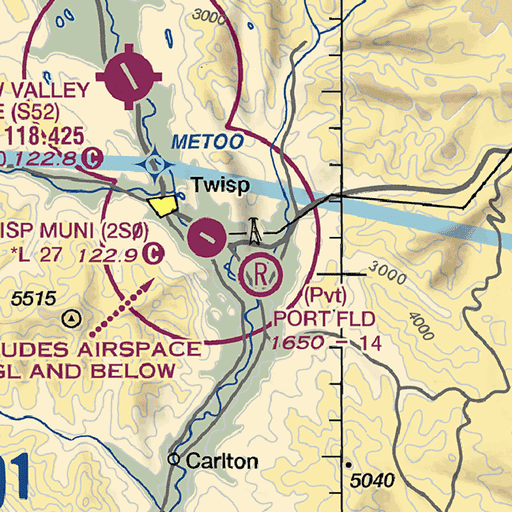 3000
W VALLEY
E (S52)
118.425
0 122.8 C
METOO
Twisp
ISP MUNI (2SØ)
*L 27 122.9 C
R
(Pvt)
PORT FLD
1650 - 14
3000
4000
5515
UDES AIRSPACE
GL AND BELOW
Carlton
5040
01